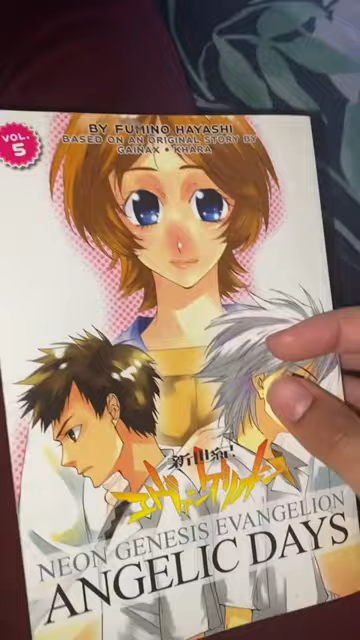 VOL.
5
BY FUMINO HAYASHI
BASED ON AN ORIGINAL STORY BY
GAINAX • KHARA
新世紀
エヴァンゲリオン
NEON GENESIS EVANGELION
ANGELIC DAYS